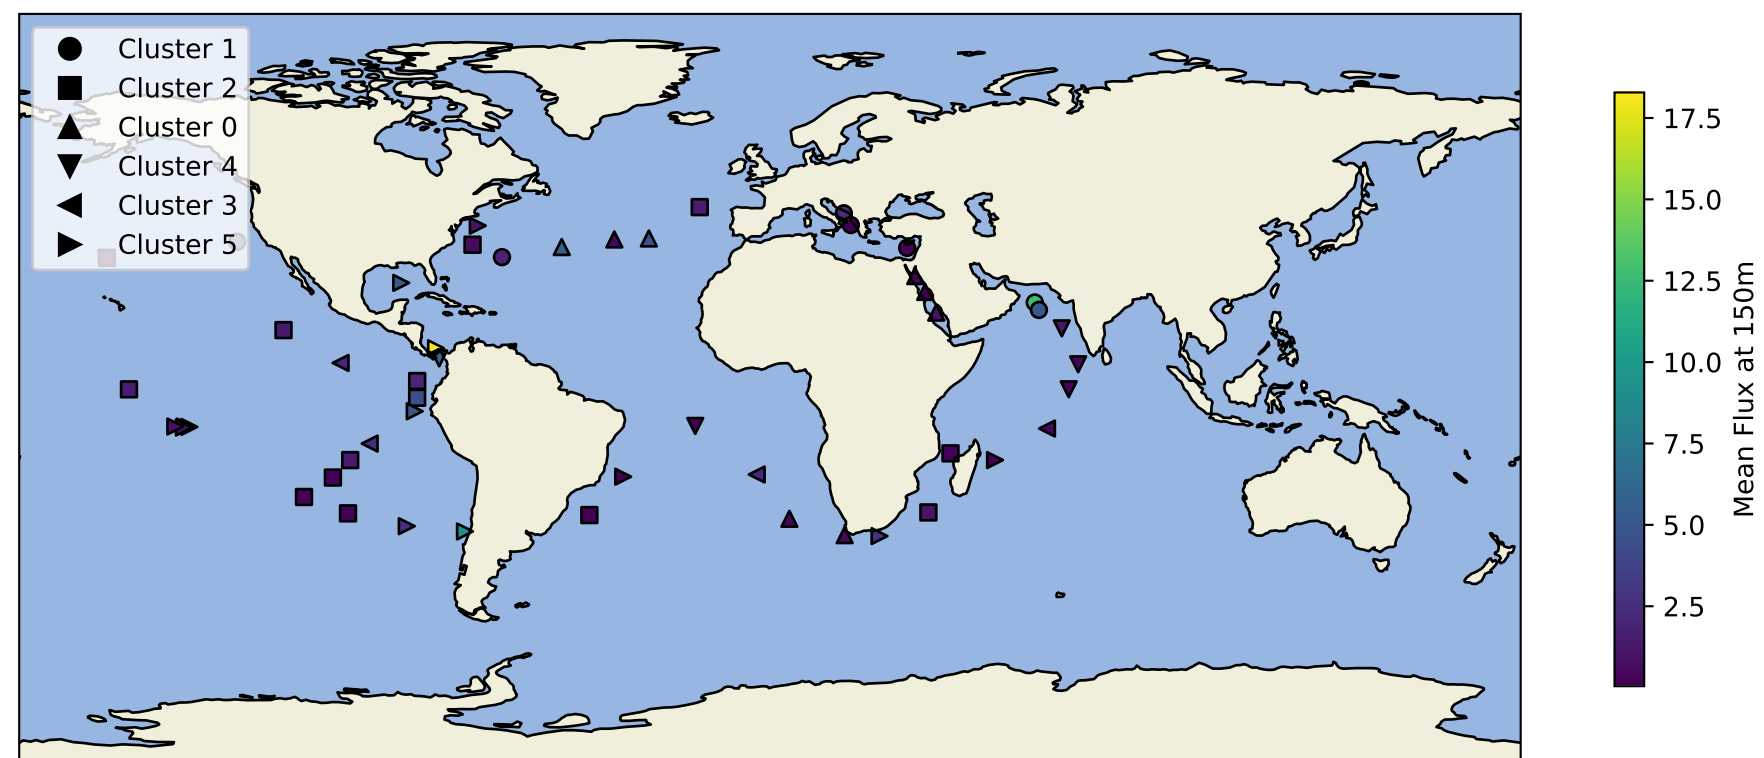 Cluster 1
Cluster 2
Cluster 0
Cluster 4
Cluster 3
Cluster 5
17.5
15.0
12.5
10.0
7.5
5.0
2.5
Mean Flux at 150m